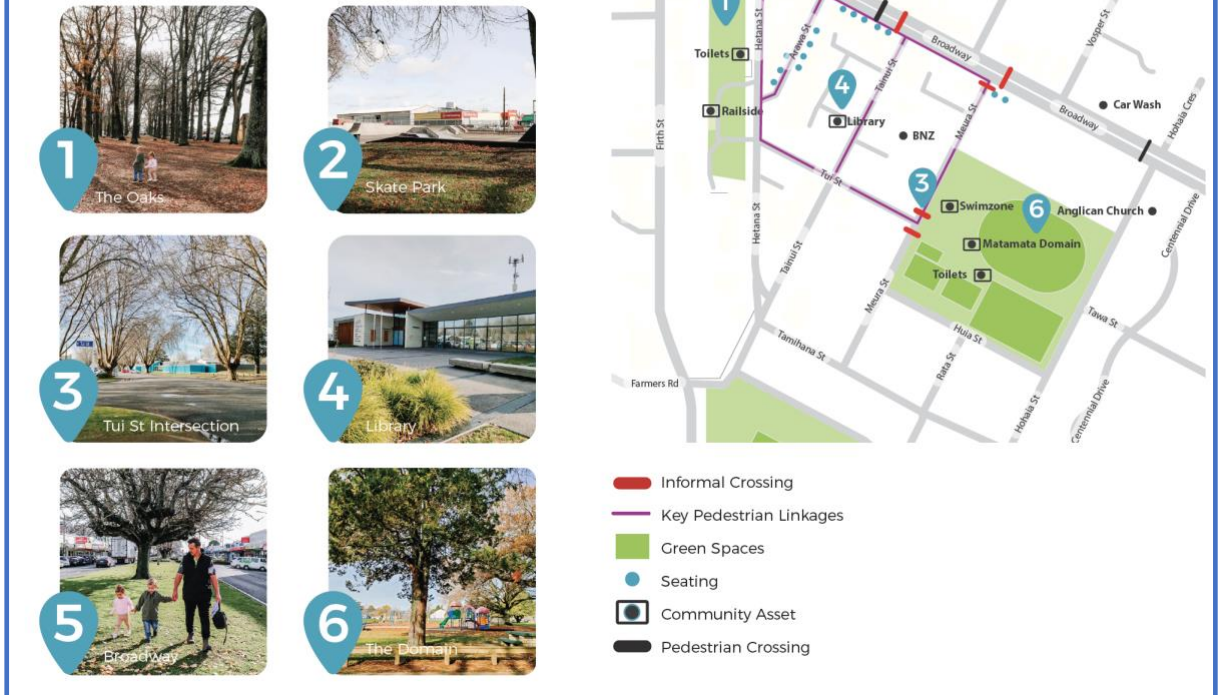 1
The Oaks
2
Skate Park
3
Tui St Intersection
4
Library
5
Broadway
6
The Domain
1
Toilets
Railside
Firth St
Hetana St
Hetana St
Arawa St
Tainui St
Tainui St
4
Library
BNZ
Broadway
Broadway
Vosper St
Car Wash
Hohaia Cres
Meura St
Meura St
Tui St
3
Swimzone
6
Anglican Church
Matamata Domain
Toilets
Centennial Drive
Centennial Drive
Tawa St
Huia St
Rata St
Hohaia St
Tamihana St
Farmers Rd
Informal Crossing
Key Pedestrian Linkages
Green Spaces
Seating
Community Asset
Pedestrian Crossing